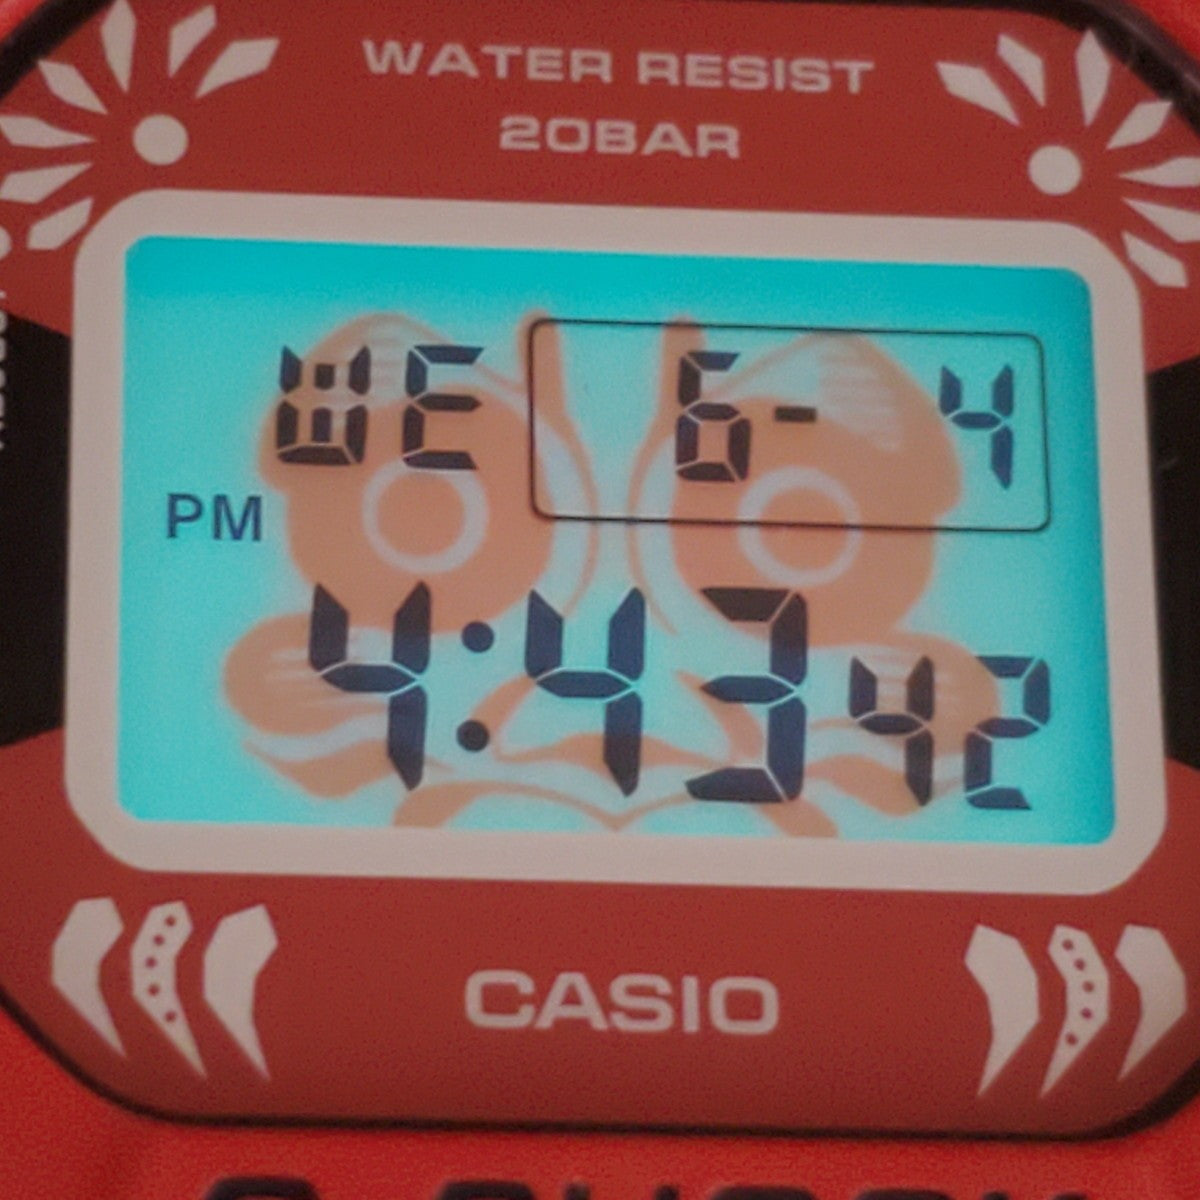 WATER RESIST
20BAR
WE 6- 4
PM
4:43 42
CASIO